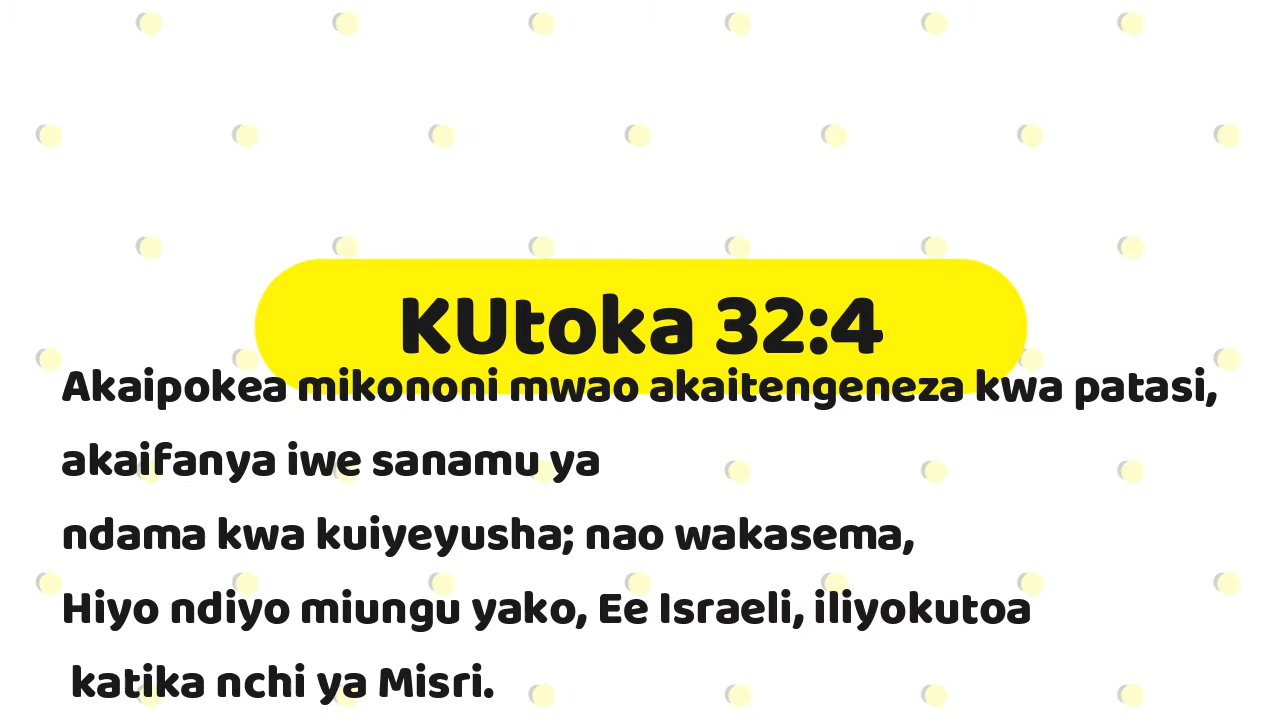 KUtoka 32:4
Akaipokea mikononi mwao akaitengeneza kwa patasi,
akaifanya iwe sanamu ya
ndama kwa kuiyeyusha; nao wakasema,
Hiyo ndiyo miungu yako, Ee Israeli, iliyokutoa
katika nchi ya Misri.